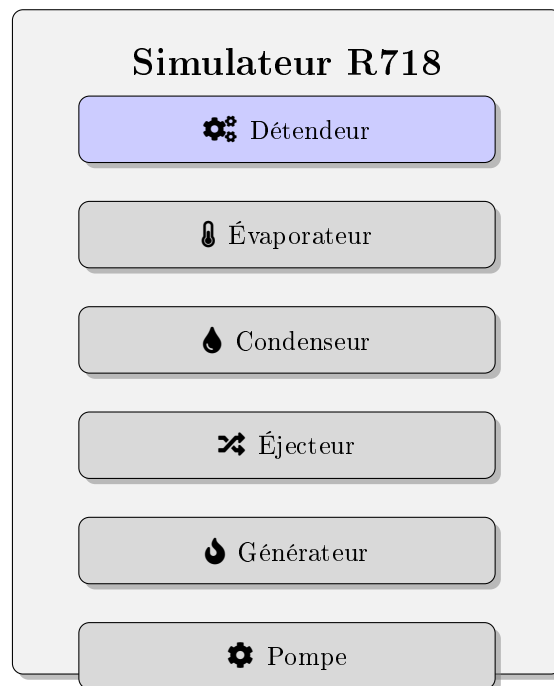 Simulateur R718
Détendeur
Évaporateur
Condenseur
Éjecteur
Générateur
Pompe